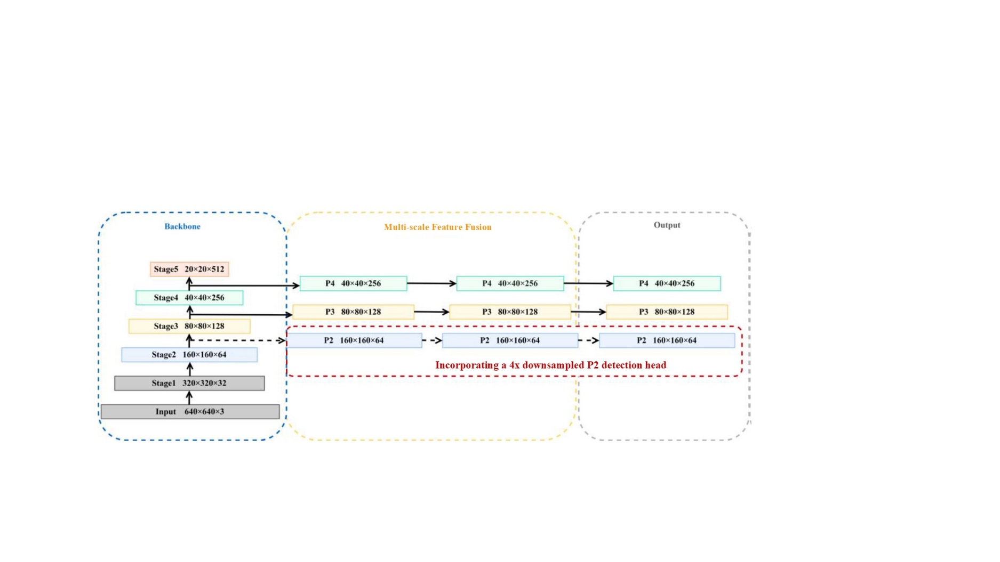 Backbone
Multi-scale Feature Fusion
Output
Stage5 20×20×512
P4 40×40×256
P4 40×40×256
P4 40×40×256
Stage4 40×40×256
P3 80×80×128
P3 80×80×128
P3 80×80×128
Stage3 80×80×128
P2 160×160×64
P2 160×160×64
P2 160×160×64
Stage2 160×160×64
Incorporating a 4x downsampled P2 detection head
Stage1 320×320×32
Input 640×640×3